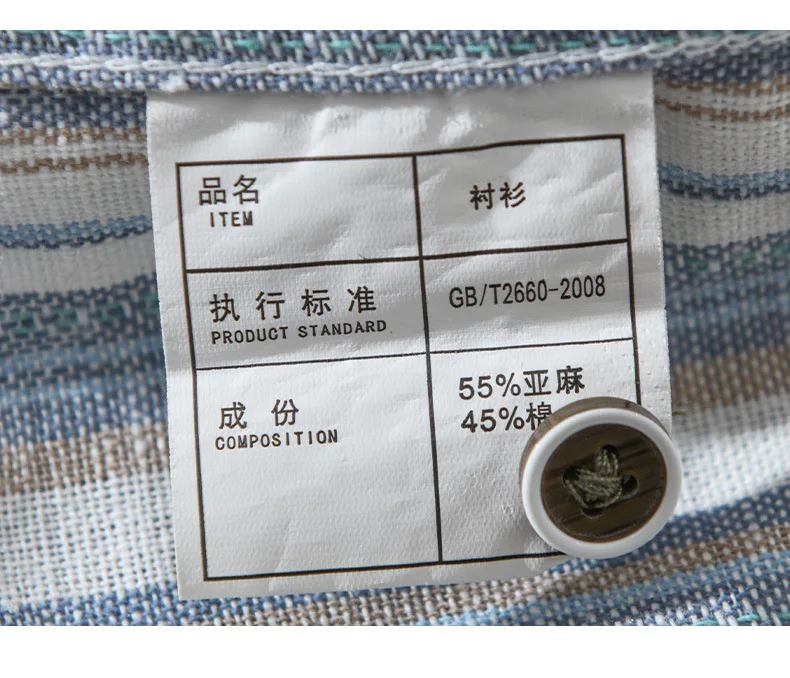 品名
ITEM
衬衫
执行标准
PRODUCT STANDARD
GB/T2660-2008
成份
COMPOSITION
55%亚麻
45%棉